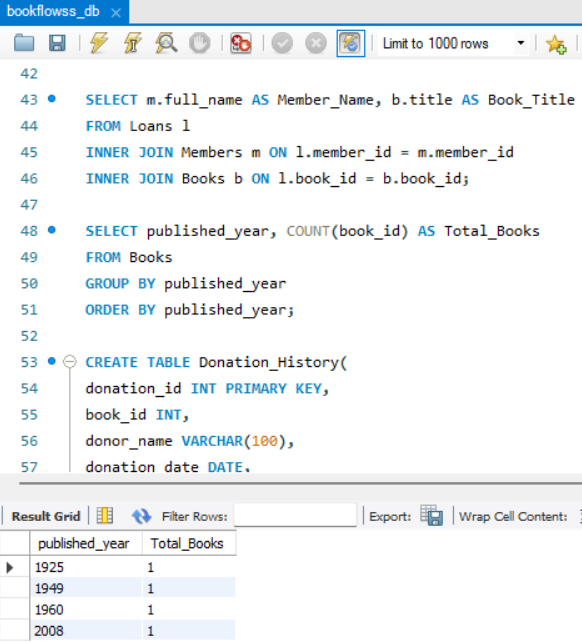 bookflowss_db ×
Limit to 1000 rows
42
43 SELECT m.full_name AS Member_Name, b.title AS Book_Title
44 FROM Loans l
45 INNER JOIN Members m ON l.member_id = m.member_id
46 INNER JOIN Books b ON l.book_id = b.book_id;
47
48 SELECT published_year, COUNT(book_id) AS Total_Books
49 FROM Books
50 GROUP BY published_year
51 ORDER BY published_year;
52
53 CREATE TABLE Donation_History(
54 donation_id INT PRIMARY KEY,
55 book_id INT,
56 donor_name VARCHAR(100),
57 donation_date DATE,
Result Grid Filter Rows: Export: Wrap Cell Content:
published_year Total_Books
1925 1
1949 1
1960 1
2008 1